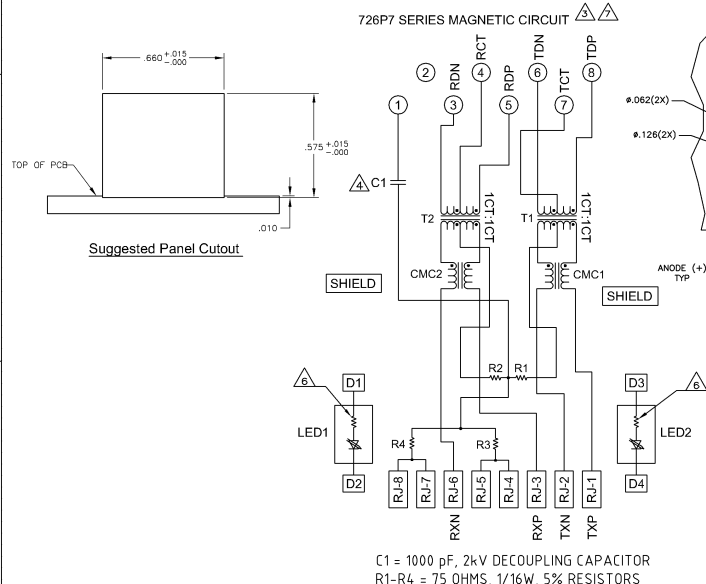 726P7 SERIES MAGNETIC CIRCUIT 3 7
.660 +.015 -.000
.575 +.015 -.000
TOP OF PCB
.010
Suggested Panel Cutout
1
2
3
4
5
6
7
8
RDN
RCT
RDP
TDN
TCT
TDP
ø.062(2X)
ø.126(2X)
4 C1
T2
1CT:1CT
T1
1CT:1CT
CMC2
CMC1
SHIELD
SHIELD
ANODE (+)
TYP
R2
R1
6
D1
LED1
D2
R4
R3
D3
6
LED2
D4
RJ-8
RJ-7
RJ-6
RJ-5
RJ-4
RJ-3
RJ-2
RJ-1
RXN
RXP
TXN
TXP
C1 = 1000 pF, 2kV DECOUPLING CAPACITOR
R1-R4 = 75 OHMS, 1/16W, 5% RESISTORS